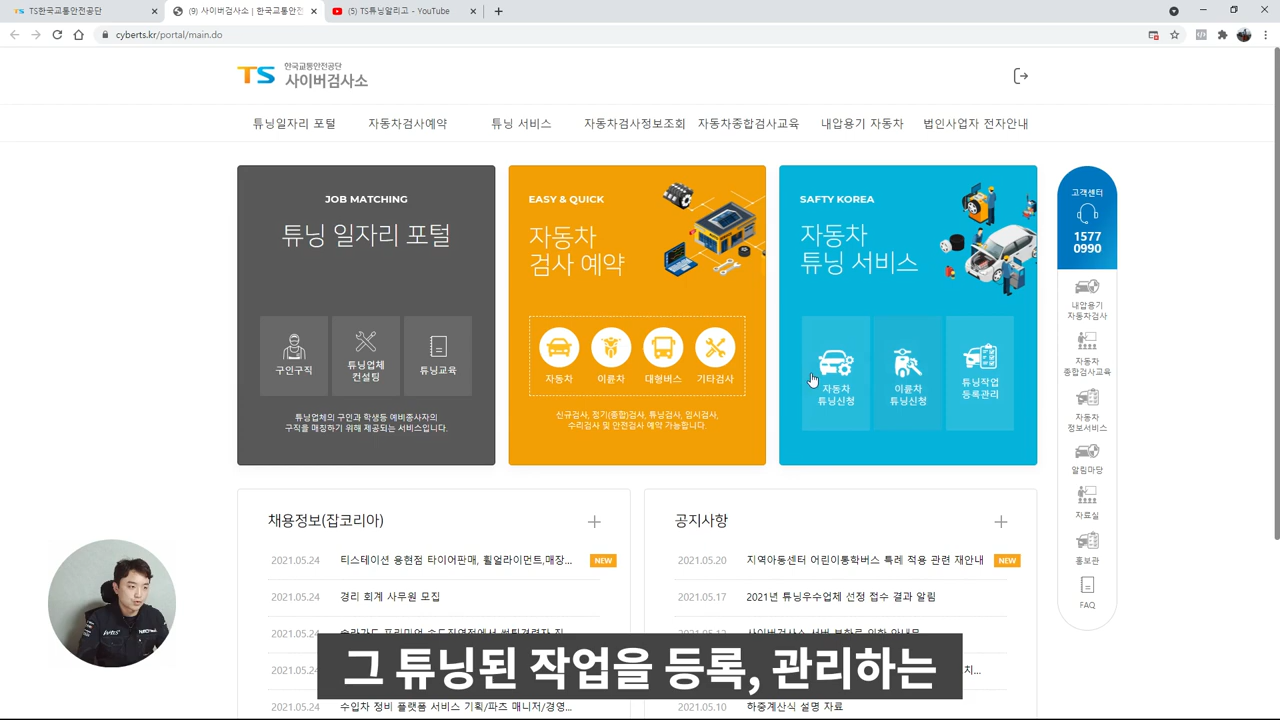 TS한국교통안전공단
(9) 사이버검사소 | 한국교통안전
(5) TS튜닝알리고 - YouTube
cyberts.kr/portal/main.do
TS 한국교통안전공단
사이버검사소
튜닝일자리 포털
자동차검사예약
튜닝 서비스
자동차검사정보조회
자동차종합검사교육
내압용기 자동차
법인사업자 전자안내
JOB MATCHING
튜닝 일자리 포털
구인구직
튜닝업체
컨설팅
튜닝교육
튜닝업체의 구인과 학생등 예비종사자의
구직을 매칭하기 위해 제공되는 서비스입니다.
EASY & QUICK
자동차
검사 예약
자동차
이륜차
대형버스
기타검사
신규검사, 정기(종합)검사, 튜닝검사, 임시검사,
수리검사 및 안전검사 예약 가능합니다.
SAFTY KOREA
자동차
튜닝 서비스
자동차
튜닝신청
이륜차
튜닝신청
튜닝작업
등록관리
고객센터
1577
0990
내압용기
자동차검사
자동차
종합검사교육
자동차
정보서비스
알림마당
자료실
홍보관
FAQ
채용정보(잡코리아)
2021.05.24 티스테이션 용현점 타이어판매, 휠얼라이먼트,매장... NEW
2021.05.24 경리 회계 사무원 모집
2021.05.24
2021.05.24
2021.05.24 수입차 정비 플랫폼 서비스 기획/파즈 매니저/경영...
공지사항
2021.05.20 지역아동센터 어린이통학버스 특례 적용 관련 재안내 NEW
2021.05.17 2021년 튜닝우수업체 선정 접수 결과 알림
2021.05.10 하중계산식 설명 자료
그 튜닝된 작업을 등록, 관리하는